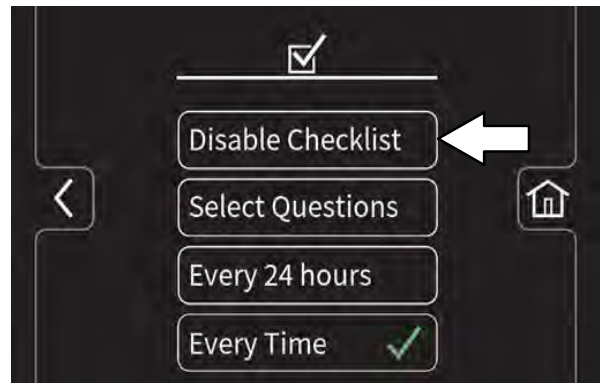 Disable Checklist
Select Questions
Every 24 hours
Every Time